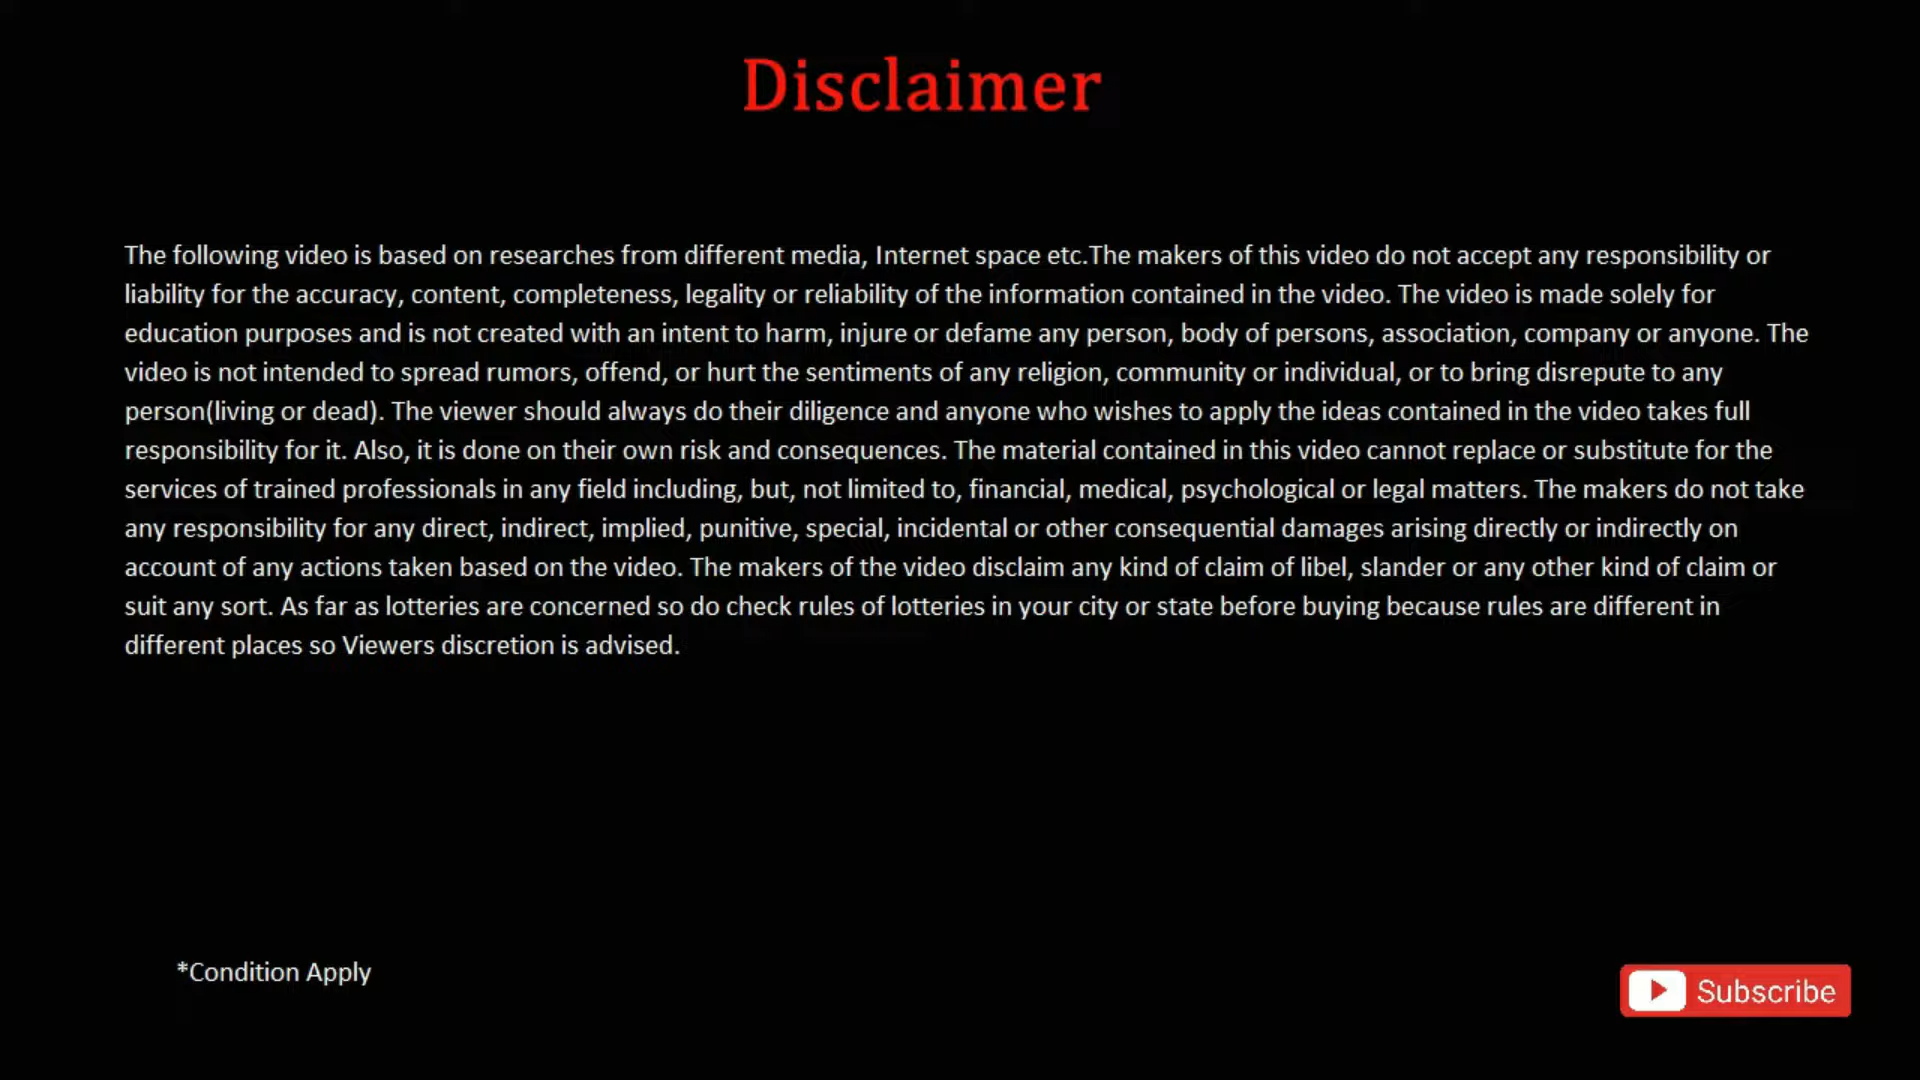 Disclaimer
The following video is based on researches from different media, Internet space etc.The makers of this video do not accept any responsibility or
liability for the accuracy, content, completeness, legality or reliability of the information contained in the video. The video is made solely for
education purposes and is not created with an intent to harm, injure or defame any person, body of persons, association, company or anyone. The
video is not intended to spread rumors, offend, or hurt the sentiments of any religion, community or individual, or to bring disrepute to any
person(living or dead). The viewer should always do their diligence and anyone who wishes to apply the ideas contained in the video takes full
responsibility for it. Also, it is done on their own risk and consequences. The material contained in this video cannot replace or substitute for the
services of trained professionals in any field including, but, not limited to, financial, medical, psychological or legal matters. The makers do not take
any responsibility for any direct, indirect, implied, punitive, special, incidental or other consequential damages arising directly or indirectly on
account of any actions taken based on the video. The makers of the video disclaim any kind of claim of libel, slander or any other kind of claim or
suit any sort. As far as lotteries are concerned so do check rules of lotteries in your city or state before buying because rules are different in
different places so Viewers discretion is advised.
*Condition Apply
Subscribe